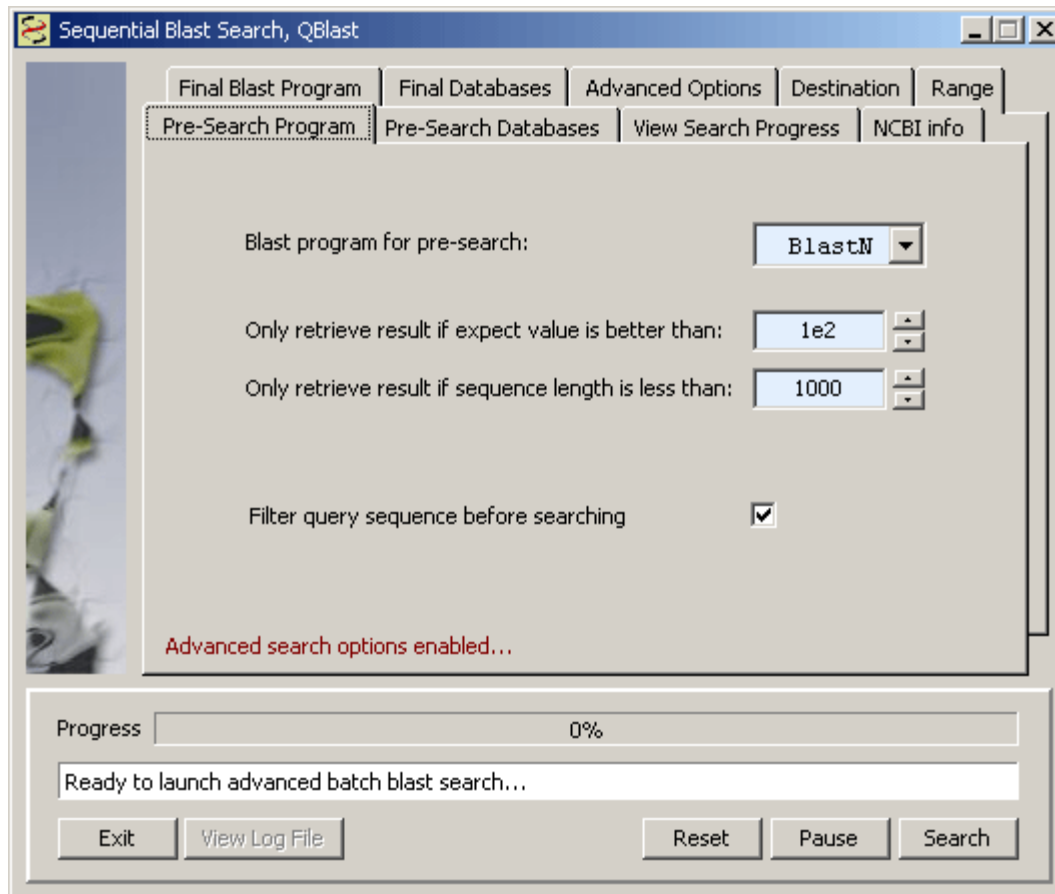 Sequential Blast Search, QBlast
Final Blast Program Final Databases Advanced Options Destination Range
Pre-Search Program Pre-Search Databases View Search Progress NCBI info
Blast program for pre-search: BlastN
Only retrieve result if expect value is better than: 1e2
Only retrieve result if sequence length is less than: 1000
Filter query sequence before searching
Advanced search options enabled...
Progress 0%
Ready to launch advanced batch blast search...
Exit View Log File Reset Pause Search